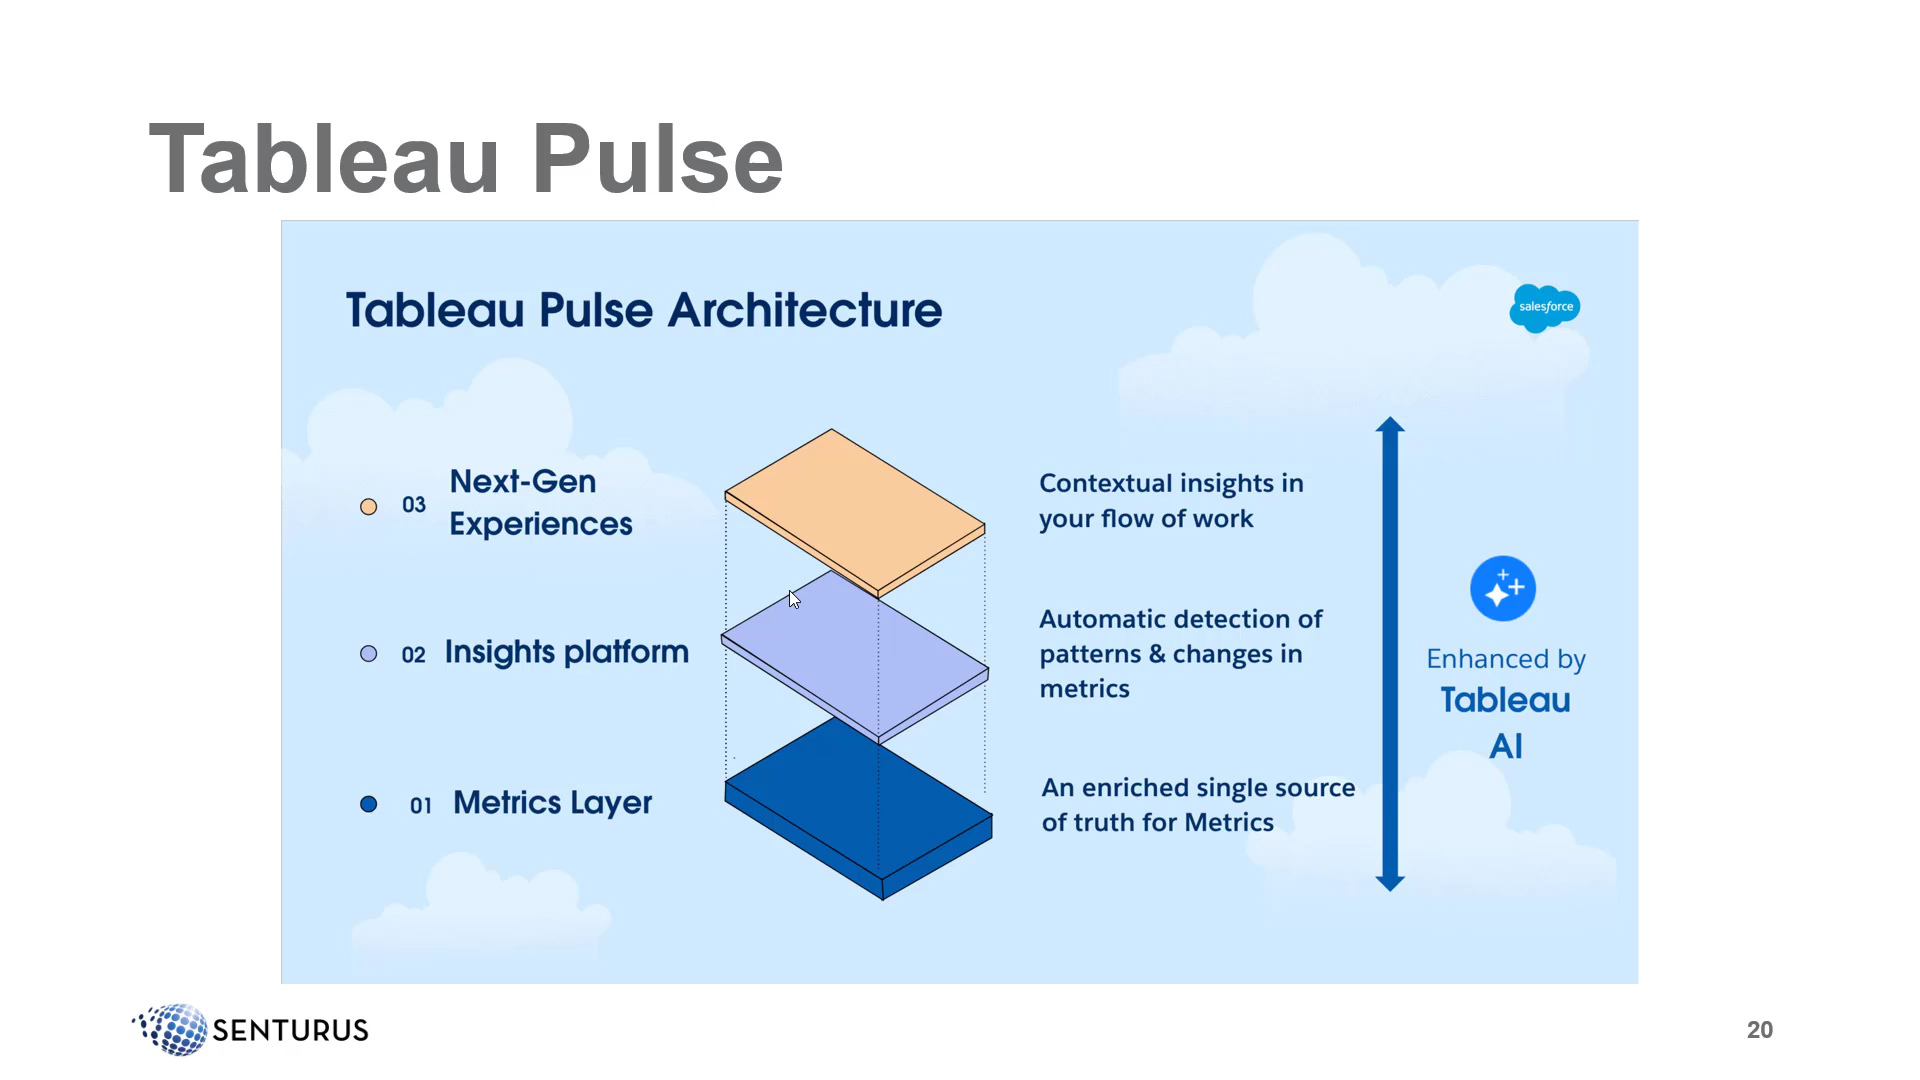 Tableau Pulse
Tableau Pulse Architecture
salesforce
03
Next-Gen
Experiences
Contextual insights in
your flow of work
02
Insights platform
Automatic detection of
patterns & changes in
metrics
01
Metrics Layer
An enriched single source
of truth for Metrics
Enhanced by
Tableau
AI
SENTURUS
20